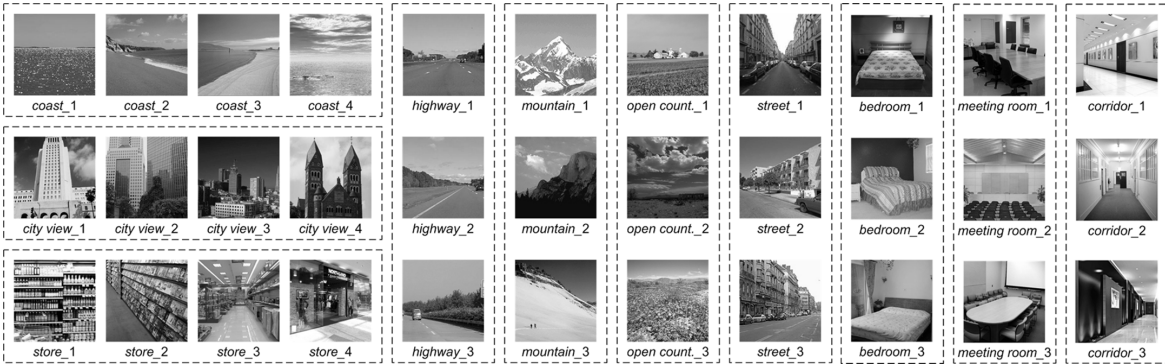 coast_1 coast_2 coast_3 coast_4 highway_1 mountain_1 open count._1 street_1 bedroom_1 meeting room_1 corridor_1
city view_1 city view_2 city view_3 city view_4 highway_2 mountain_2 open count._2 street_2 bedroom_2 meeting room_2 corridor_2
store_1 store_2 store_3 store_4 highway_3 mountain_3 open count._3 street_3 bedroom_3 meeting room_3 corridor_3